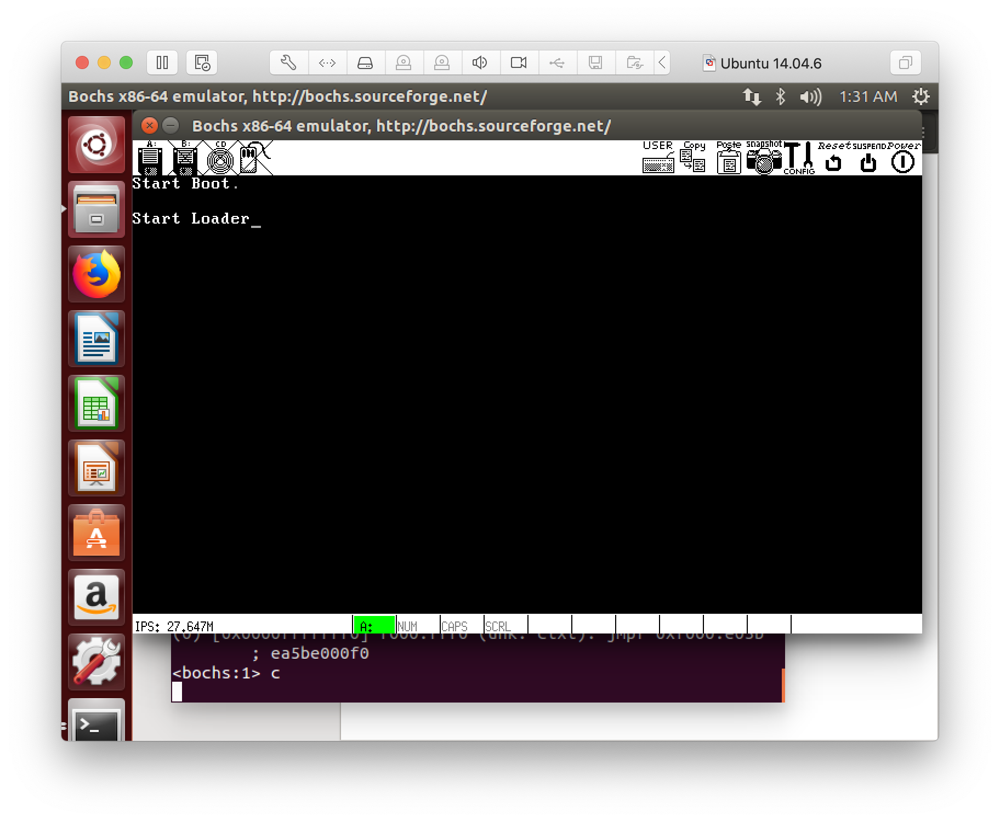 Ubuntu 14.04.6
Bochs x86-64 emulator, http://bochs.sourceforge.net/
1:31 AM
Bochs x86-64 emulator, http://bochs.sourceforge.net/
A: B: CD USER Copy Paste snapshot CONFIG Reset SUSPEND Power
Start Boot.
Start Loader_
IPS: 27.647M A: NUM CAPS SCRL
; ea5be000f0
<bochs:1> c